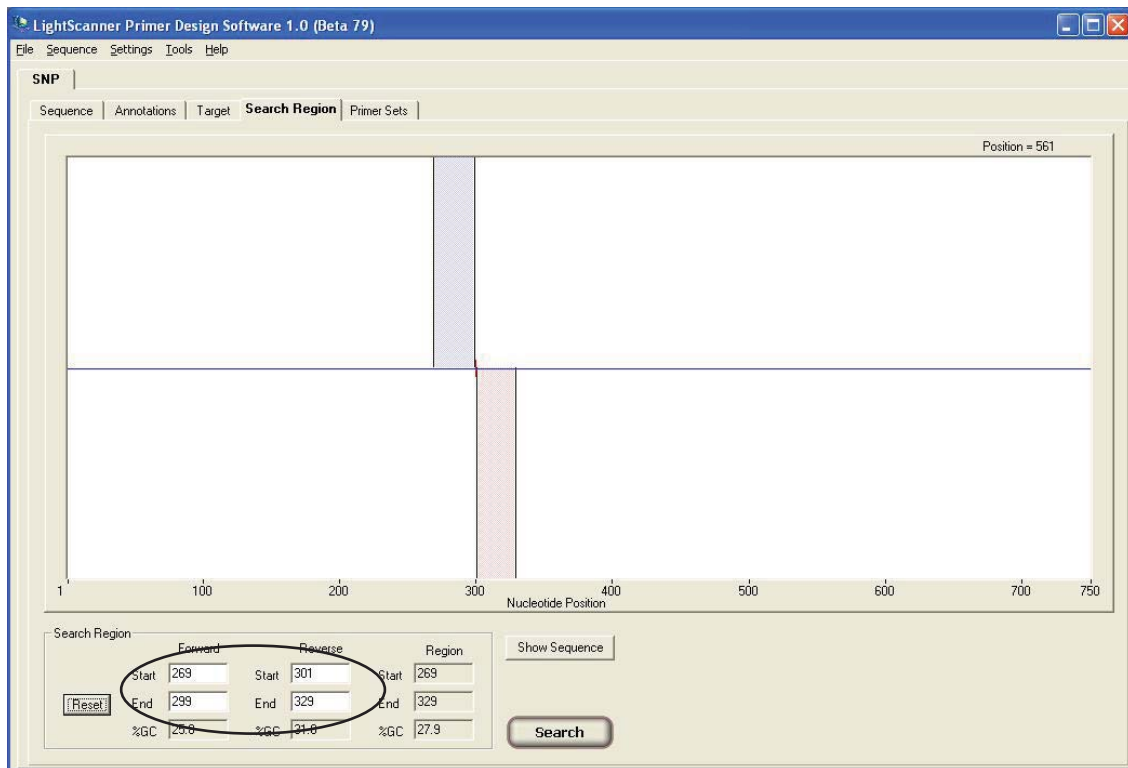 LightScanner Primer Design Software 1.0 (Beta 79)
File Sequence Settings Tools Help
SNP
Sequence Annotations Target Search Region Primer Sets
Position = 561
1 100 200 300 400 500 600 700 750
Nucleotide Position
Search Region
Forward Reverse Region
Start 269 Start 301 Start 269
Reset End 299 End 329 End 329
%GC %GC %GC 27.9
Show Sequence
Search